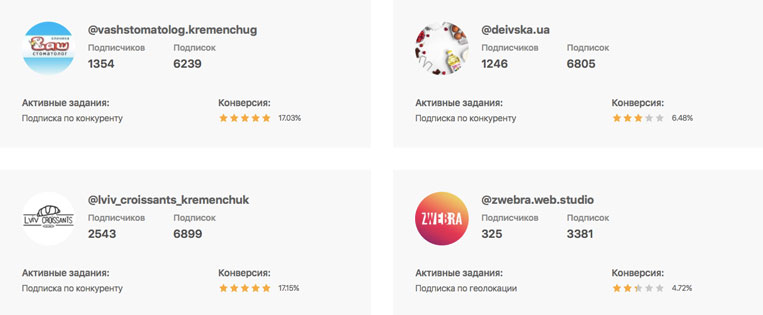 @vashstomatolog.kremenchug
Подписчиков Подписок
1354 6239
Ваш
СТОМАТОЛОГ
Активные задания: Конверсия:
Подписка по конкуренту 17.03%
@deivska.ua
Подписчиков Подписок
1246 6805
Активные задания: Конверсия:
Подписка по конкуренту 6.48%
@lviv_croissants_kremenchuk
Подписчиков Подписок
2543 6899
LVIV CROISSANTS
Активные задания: Конверсия:
Подписка по конкуренту 17.15%
@zwebra.web.studio
Подписчиков Подписок
325 3381
ZWEBRA
Активные задания: Конверсия:
Подписка по геолокации 4.72%